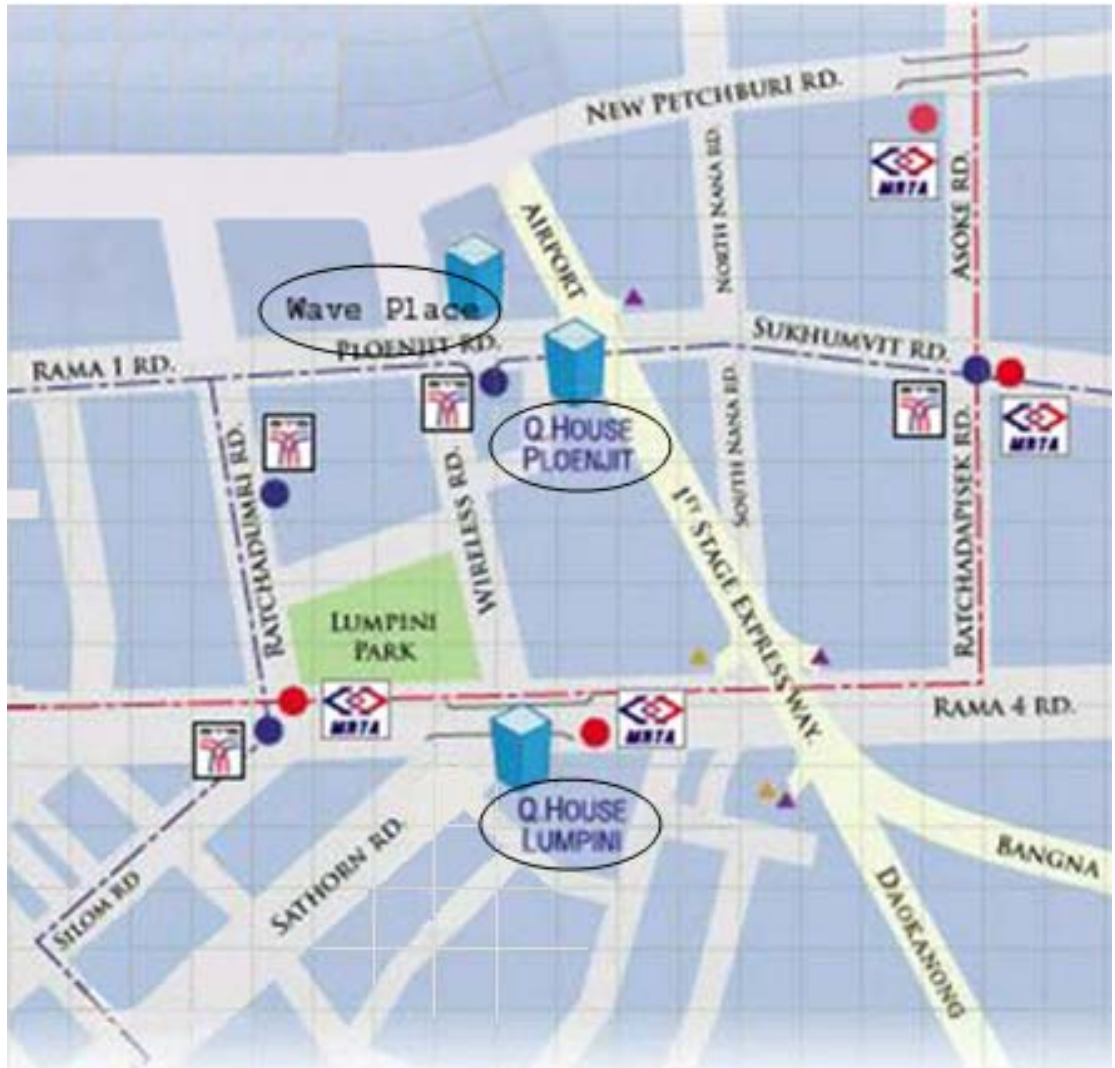 NEW PETCHBURI RD.
MRTA
ASOKE RD.
NORTH NANA RD.
AIRPORT
Wave Place
PLOENJIT RD.
RAMA 1 RD.
SUKHUMVIT RD.
MRTA
Q.HOUSE
PLOENJIT
RATCHADUMRI RD.
WIRELESS RD.
SOUTH NANA RD.
RATCHADAPISEK RD.
1ST STAGE EXPRESS WAY.
LUMPINI
PARK
MRTA
MRTA
RAMA 4 RD.
Q.HOUSE
LUMPINI
SILOM RD
SATHORN RD.
BANGNA
DAOKANONG